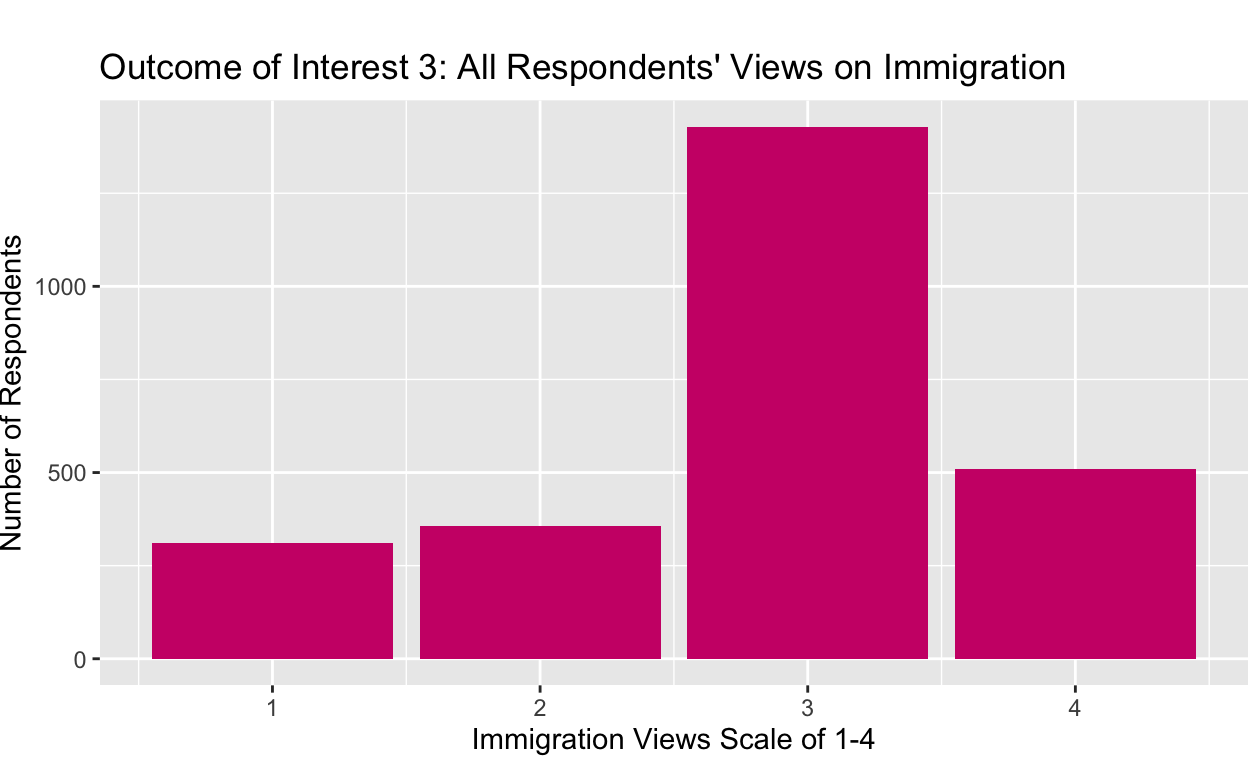 Outcome of Interest 3: All Respondents' Views on Immigration
Number of Respondents
1000
500
0
1
2
3
4
Immigration Views Scale of 1-4